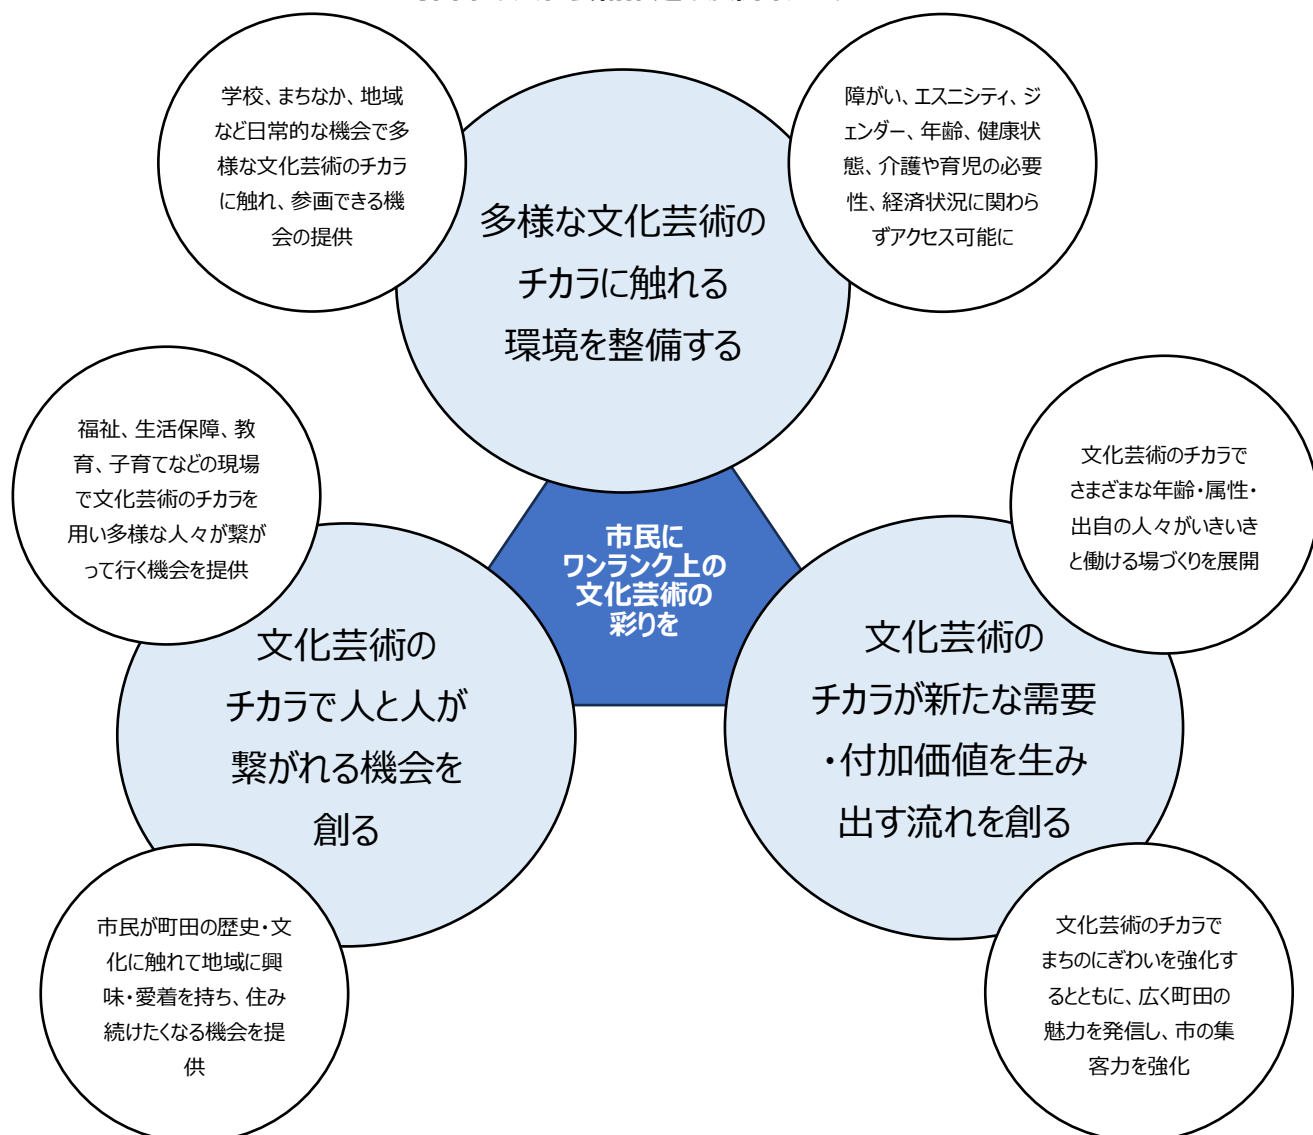 学校、まちなか、地域
など日常的な機会で多
様な文化芸術のチカラ
に触れ、参画できる機
会の提供
障がい、エスニシティ、ジ
ェンダー、年齢、健康状
態、介護や育児の必要
性、経済状況に関わら
ずアクセス可能に
多様な文化芸術の
チカラに触れる
環境を整備する
福祉、生活保障、教
育、子育てなどの現場
で文化芸術のチカラを
用い多様な人々が繋が
って行く機会を提供
文化芸術のチカラで
さまざまな年齢・属性・
出自の人々がいきいき
と働ける場づくりを展開
市民に
ワンランク上の
文化芸術の
彩りを
文化芸術の
チカラで人と人が
繋がれる機会を
創る
文化芸術の
チカラが新たな需要
・付加価値を生み
出す流れを創る
市民が町田の歴史・文
化に触れて地域に興
味・愛着を持ち、住み
続けたくなる機会を提
供
文化芸術のチカラで
まちのにぎわいを強化す
るとともに、広く町田の
魅力を発信し、市の集
客力を強化